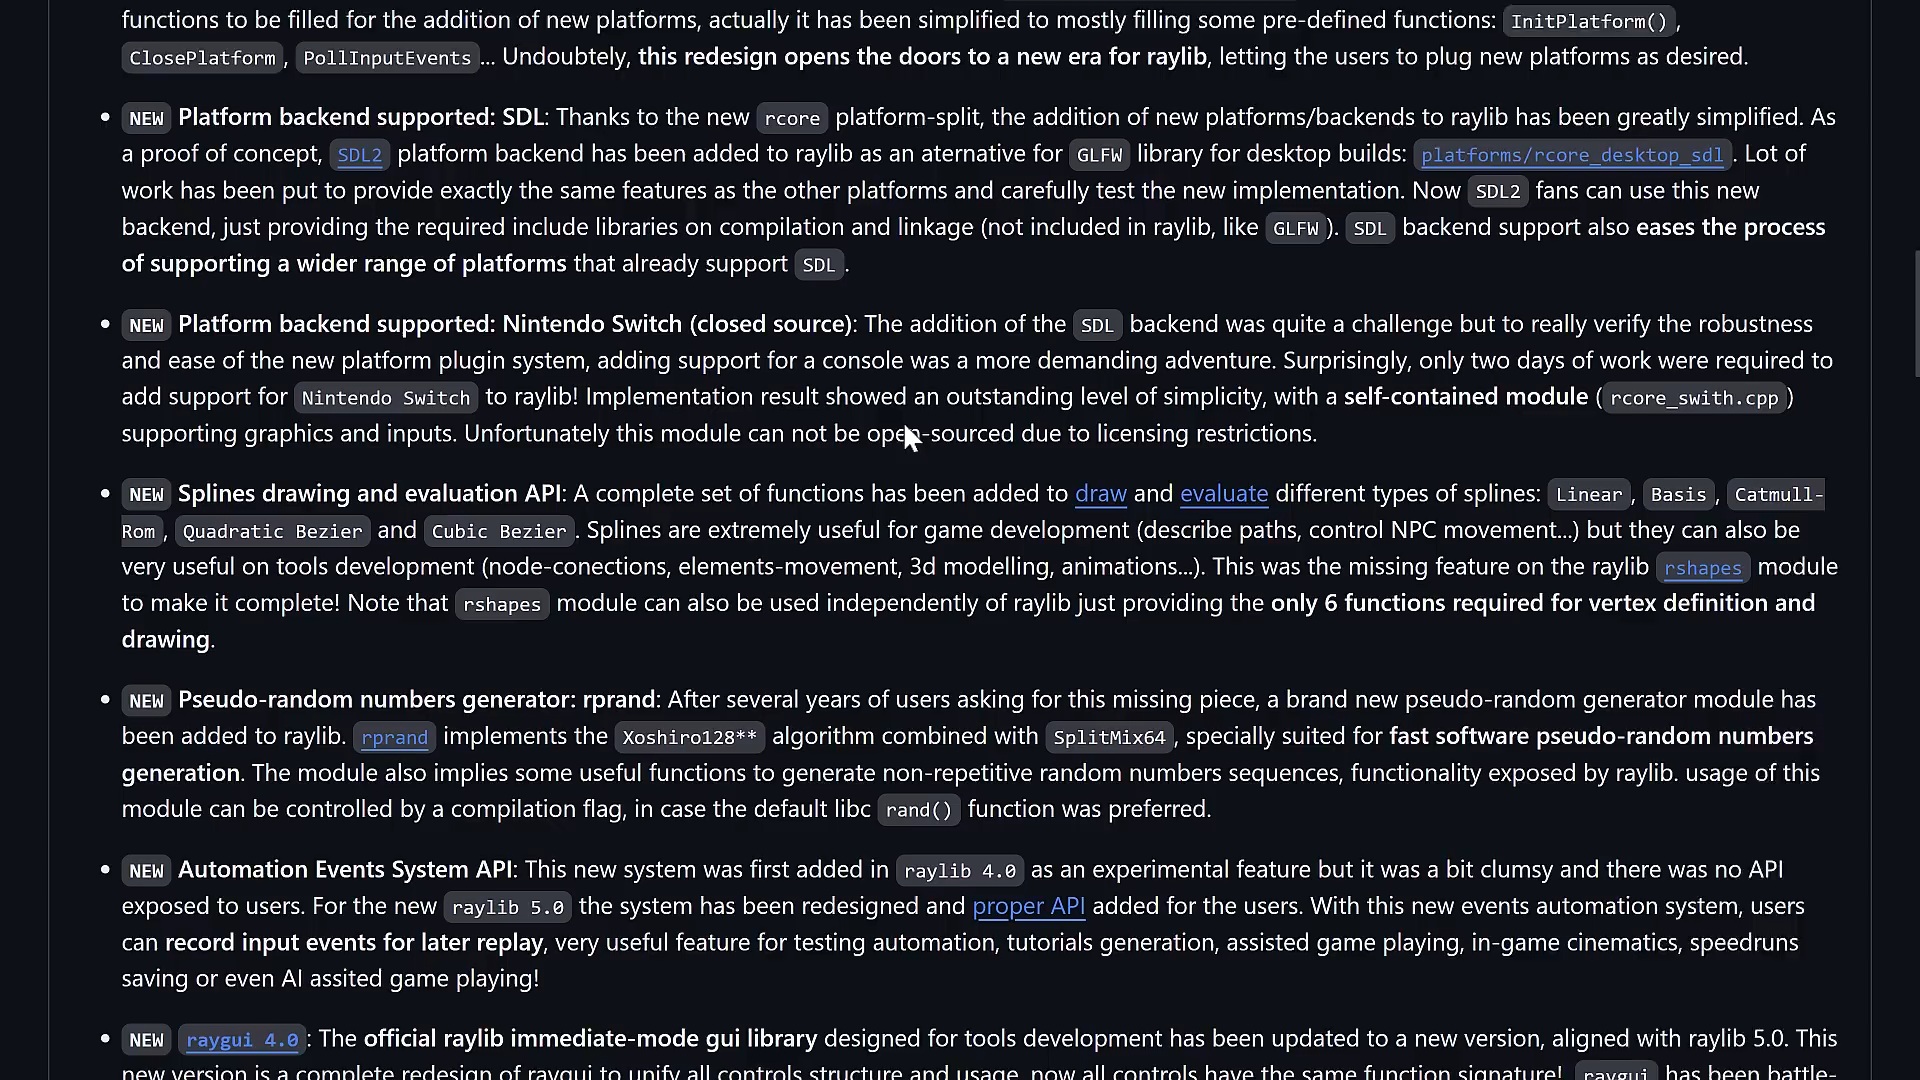 functions to be filled for the addition of new platforms, actually it has been simplified to mostly filling some pre-defined functions: InitPlatform(),
ClosePlatform, PollInputEvents... Undoubtely, this redesign opens the doors to a new era for raylib, letting the users to plug new platforms as desired.
• NEW Platform backend supported: SDL: Thanks to the new rcore platform-split, the addition of new platforms/backends to raylib has been greatly simplified. As
a proof of concept, SDL2 platform backend has been added to raylib as an aternative for GLFW library for desktop builds: platforms/rcore_desktop_sdl. Lot of
work has been put to provide exactly the same features as the other platforms and carefully test the new implementation. Now SDL2 fans can use this new
backend, just providing the required include libraries on compilation and linkage (not included in raylib, like GLFW). SDL backend support also eases the process
of supporting a wider range of platforms that already support SDL.
• NEW Platform backend supported: Nintendo Switch (closed source): The addition of the SDL backend was quite a challenge but to really verify the robustness
and ease of the new platform plugin system, adding support for a console was a more demanding adventure. Surprisingly, only two days of work were required to
add support for Nintendo Switch to raylib! Implementation result showed an outstanding level of simplicity, with a self-contained module (rcore_swith.cpp)
supporting graphics and inputs. Unfortunately this module can not be open-sourced due to licensing restrictions.
• NEW Splines drawing and evaluation API: A complete set of functions has been added to draw and evaluate different types of splines: Linear, Basis, Catmull-
Rom, Quadratic Bezier and Cubic Bezier. Splines are extremely useful for game development (describe paths, control NPC movement...) but they can also be
very useful on tools development (node-conections, elements-movement, 3d modelling, animations...). This was the missing feature on the raylib rshapes module
to make it complete! Note that rshapes module can also be used independently of raylib just providing the only 6 functions required for vertex definition and
drawing.
• NEW Pseudo-random numbers generator: rprand: After several years of users asking for this missing piece, a brand new pseudo-random generator module has
been added to raylib. rprand implements the Xoshiro128** algorithm combined with SplitMix64, specially suited for fast software pseudo-random numbers
generation. The module also implies some useful functions to generate non-repetitive random numbers sequences, functionality exposed by raylib. usage of this
module can be controlled by a compilation flag, in case the default libc rand() function was preferred.
• NEW Automation Events System API: This new system was first added in raylib 4.0 as an experimental feature but it was a bit clumsy and there was no API
exposed to users. For the new raylib 5.0 the system has been redesigned and proper API added for the users. With this new events automation system, users
can record input events for later replay, very useful feature for testing automation, tutorials generation, assisted game playing, in-game cinematics, speedruns
saving or even AI assited game playing!
• NEW raygui 4.0: The official raylib immediate-mode gui library designed for tools development has been updated to a new version, aligned with raylib 5.0. This
new version is a complete redesign of raygui to unify all controls structure and usage, now all controls have the same function signature! raygui has been battle-